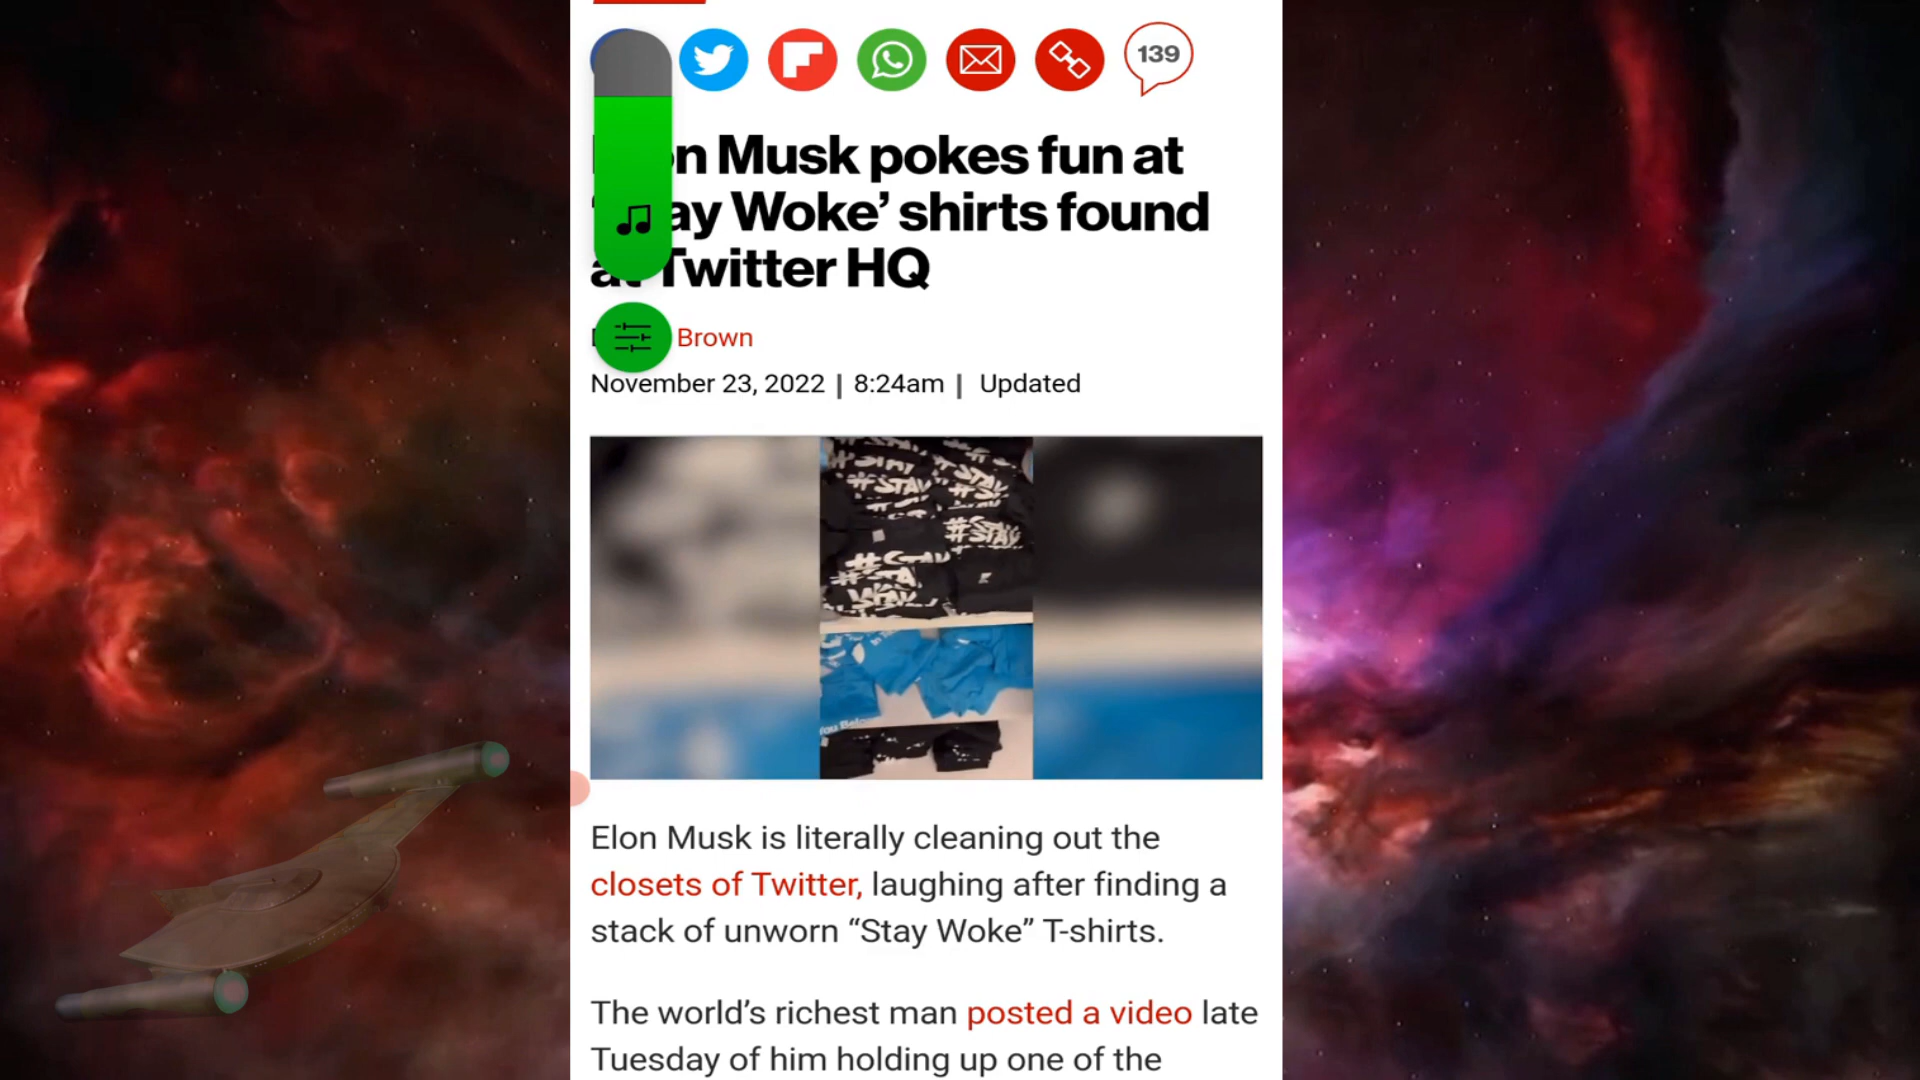 139
n Musk pokes fun at
ay Woke’ shirts found
Twitter HQ
Brown
November 23, 2022 | 8:24am | Updated
#STAY
#STAY
Elon Musk is literally cleaning out the
closets of Twitter, laughing after finding a
stack of unworn “Stay Woke” T-shirts.
The world’s richest man posted a video late
Tuesday of him holding up one of the